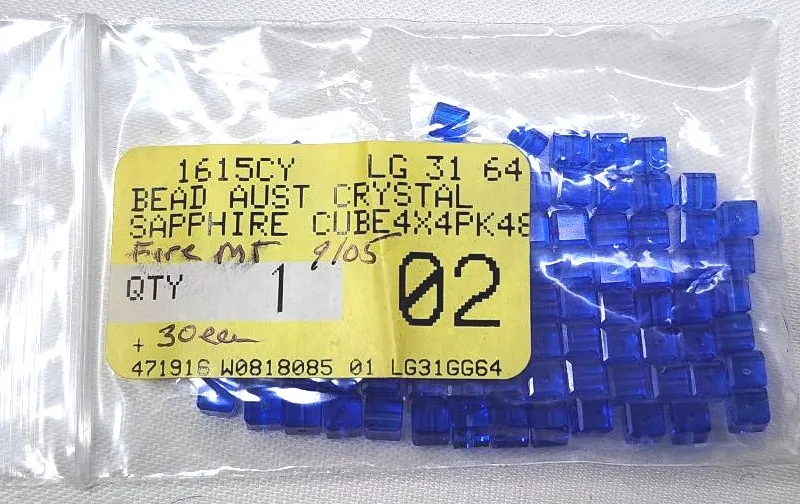 1615CY LG 31 64
BEAD AUST CRYSTAL
SAPPHIRE CUBE4X4PK48
Fire MT 9/05
QTY 1 02
+ 30ea
471916 W0818085 01 LG31GG64